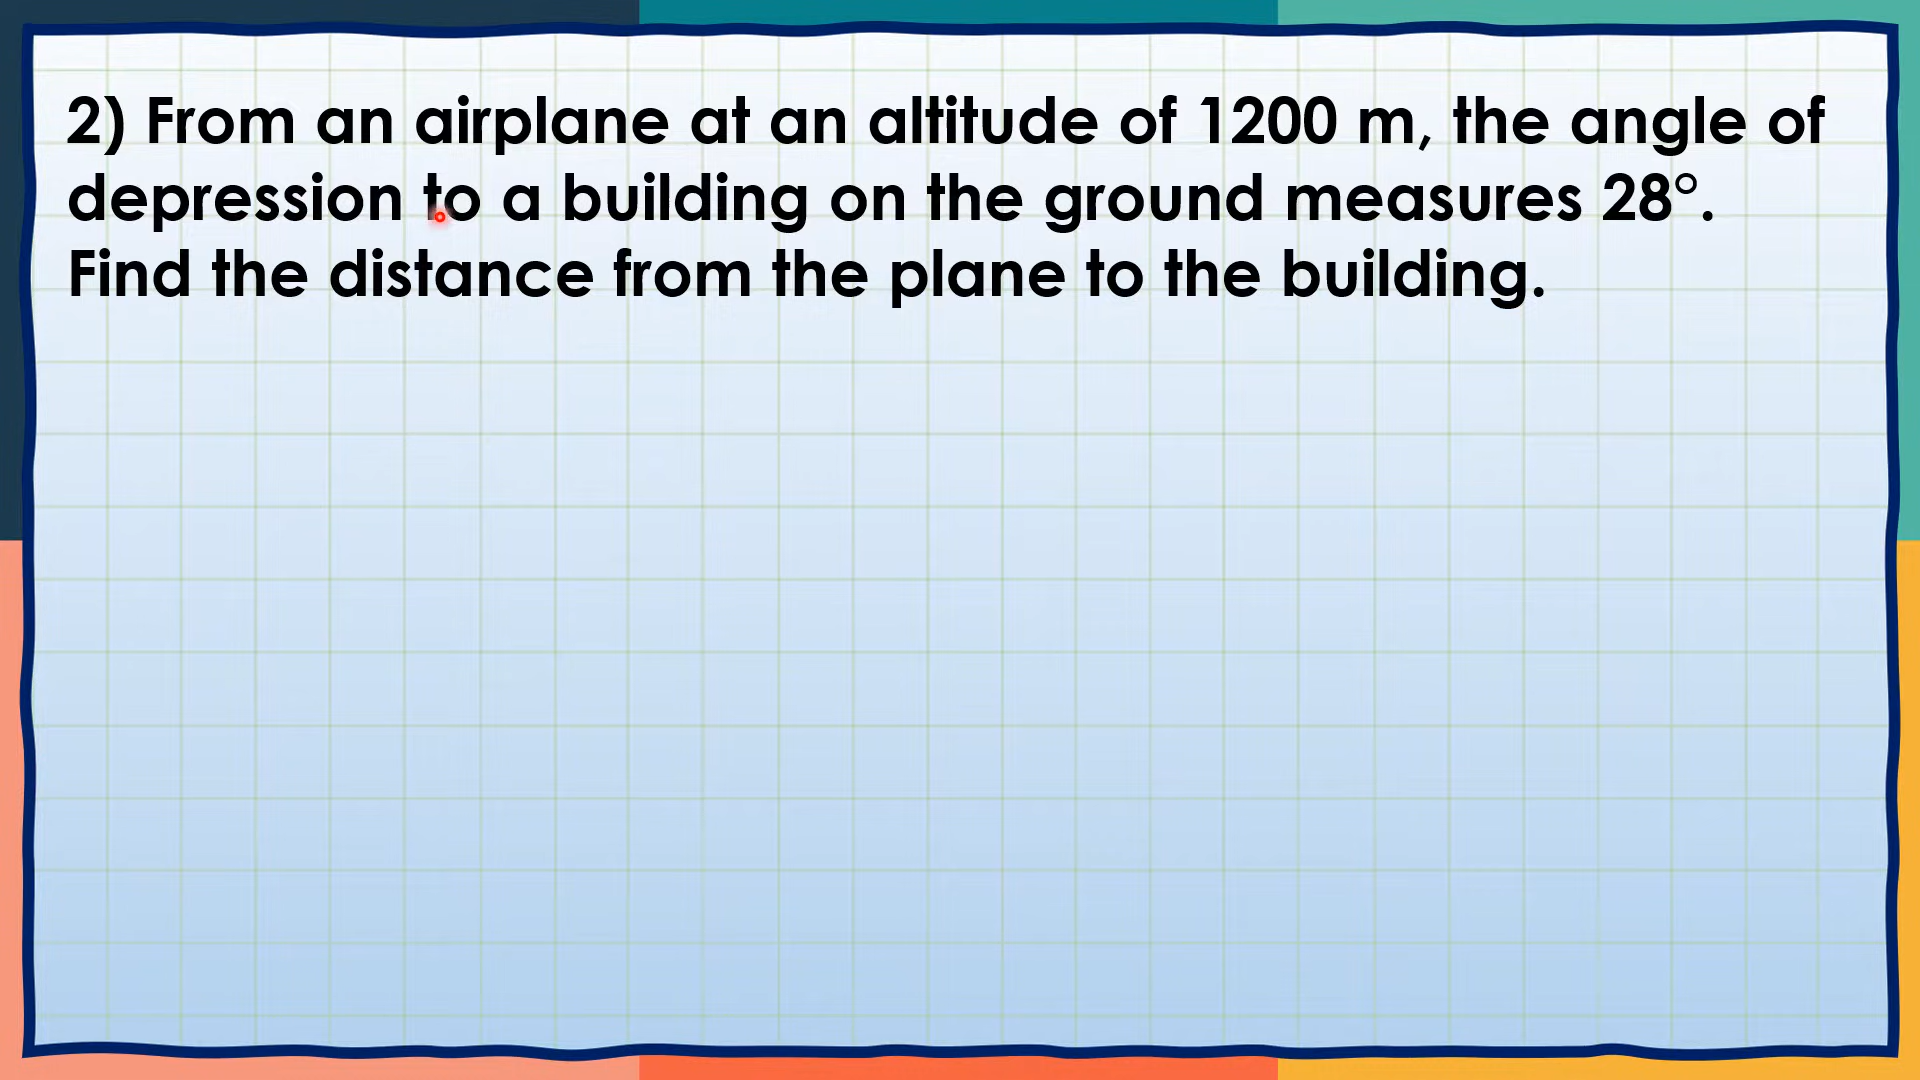 2) From an airplane at an altitude of 1200 m, the angle of
depression to a building on the ground measures 28°.
Find the distance from the plane to the building.